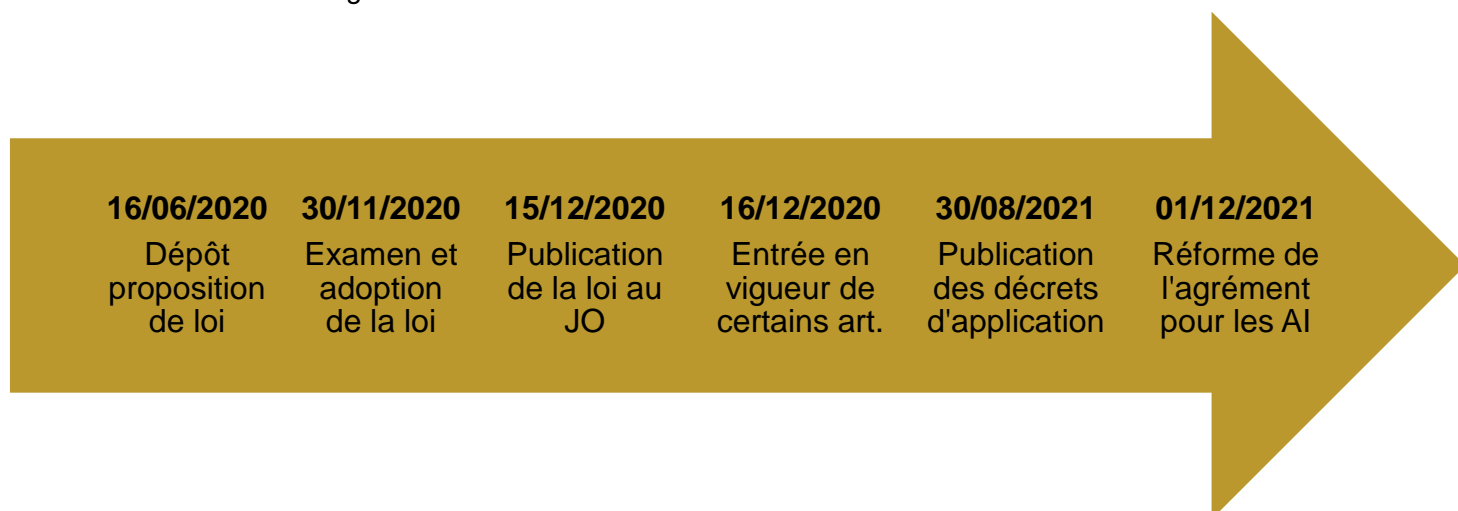 16/06/2020
Dépôt
proposition
de loi
30/11/2020
Examen et
adoption
de la loi
15/12/2020
Publication
de la loi au
JO
16/12/2020
Entrée en
vigueur de
certains art.
30/08/2021
Publication
des décrets
d'application
01/12/2021
Réforme de
l'agrément
pour les AI